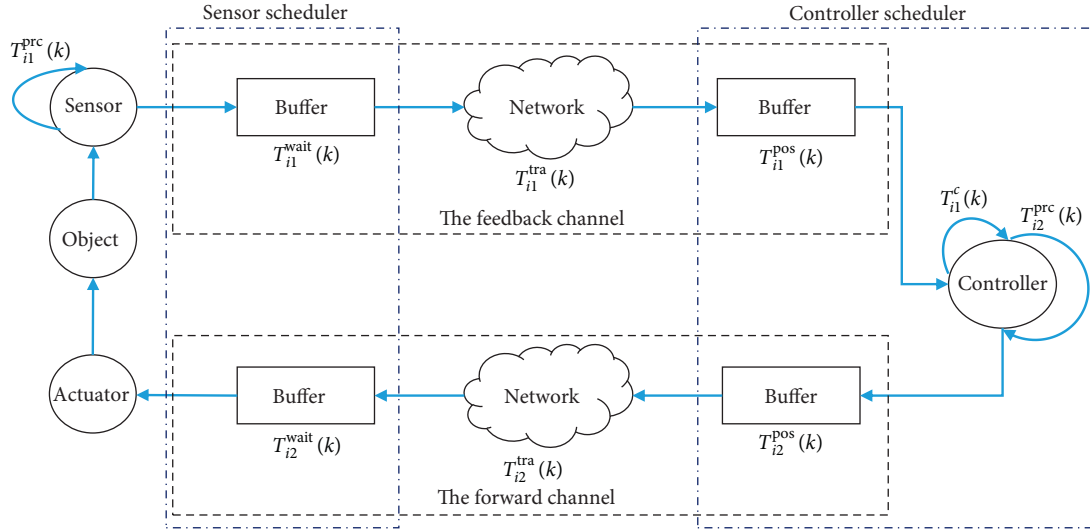 Sensor scheduler
Controller scheduler
T_{i1}^{prc}(k)
Sensor
Buffer
Network
Buffer
T_{i1}^{wait}(k)
T_{i1}^{tra}(k)
T_{i1}^{pos}(k)
The feedback channel
T_{i1}^{c}(k)
T_{i2}^{prc}(k)
Object
Controller
Actuator
Buffer
Network
Buffer
T_{i2}^{wait}(k)
T_{i2}^{tra}(k)
T_{i2}^{pos}(k)
The forward channel